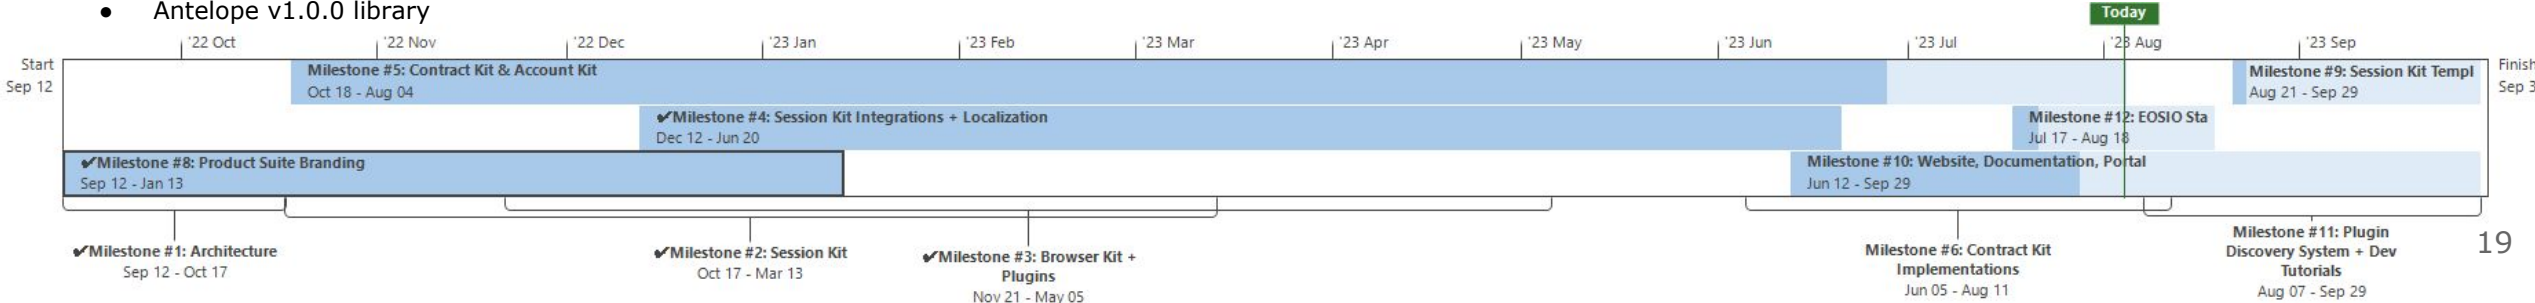 ● Antelope v1.0.0 library
Today
'22 Oct '22 Nov '22 Dec '23 Jan '23 Feb '23 Mar '23 Apr '23 May '23 Jun '23 Jul '23 Aug '23 Sep
Start
Sep 12
Milestone #5: Contract Kit & Account Kit
Oct 18 - Aug 04
Milestone #9: Session Kit Templ
Aug 21 - Sep 29
Finish
Sep 3
✔Milestone #4: Session Kit Integrations + Localization
Dec 12 - Jun 20
Milestone #12: EOSIO Sta
Jul 17 - Aug 18
✔Milestone #8: Product Suite Branding
Sep 12 - Jan 13
Milestone #10: Website, Documentation, Portal
Jun 12 - Sep 29
✔Milestone #1: Architecture
Sep 12 - Oct 17
✔Milestone #2: Session Kit
Oct 17 - Mar 13
✔Milestone #3: Browser Kit +
Plugins
Nov 21 - May 05
Milestone #6: Contract Kit
Implementations
Jun 05 - Aug 11
Milestone #11: Plugin
Discovery System + Dev
Tutorials
Aug 07 - Sep 29
19